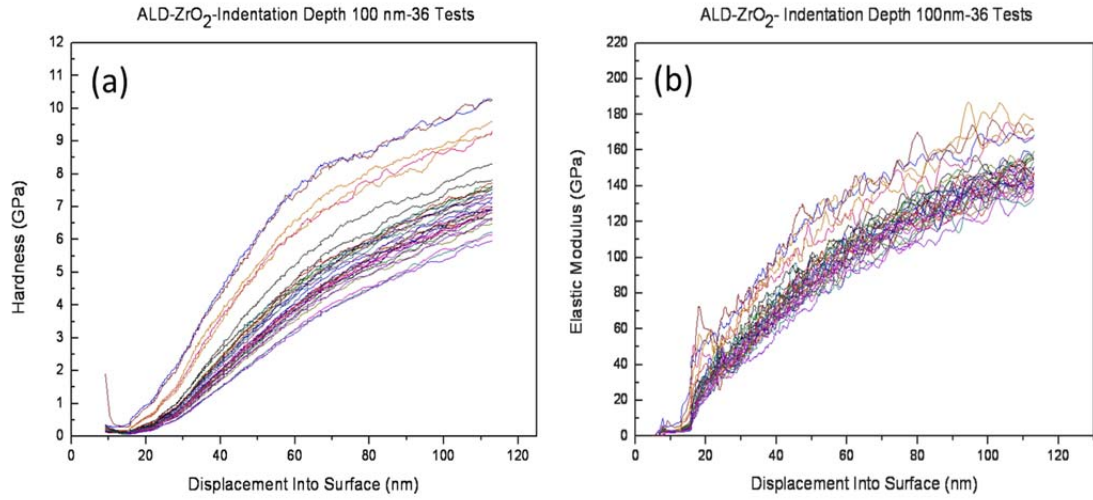 ALD-ZrO2-Indentation Depth 100 nm-36 Tests
(a)
Hardness (GPa)
12
11
10
9
8
7
6
5
4
3
2
1
0
0 20 40 60 80 100 120
Displacement Into Surface (nm)
ALD-ZrO2- Indentation Depth 100nm-36 Tests
(b)
Elastic Modulus (GPa)
220
200
180
160
140
120
100
80
60
40
20
0
0 20 40 60 80 100 120
Displacement Into Surface (nm)